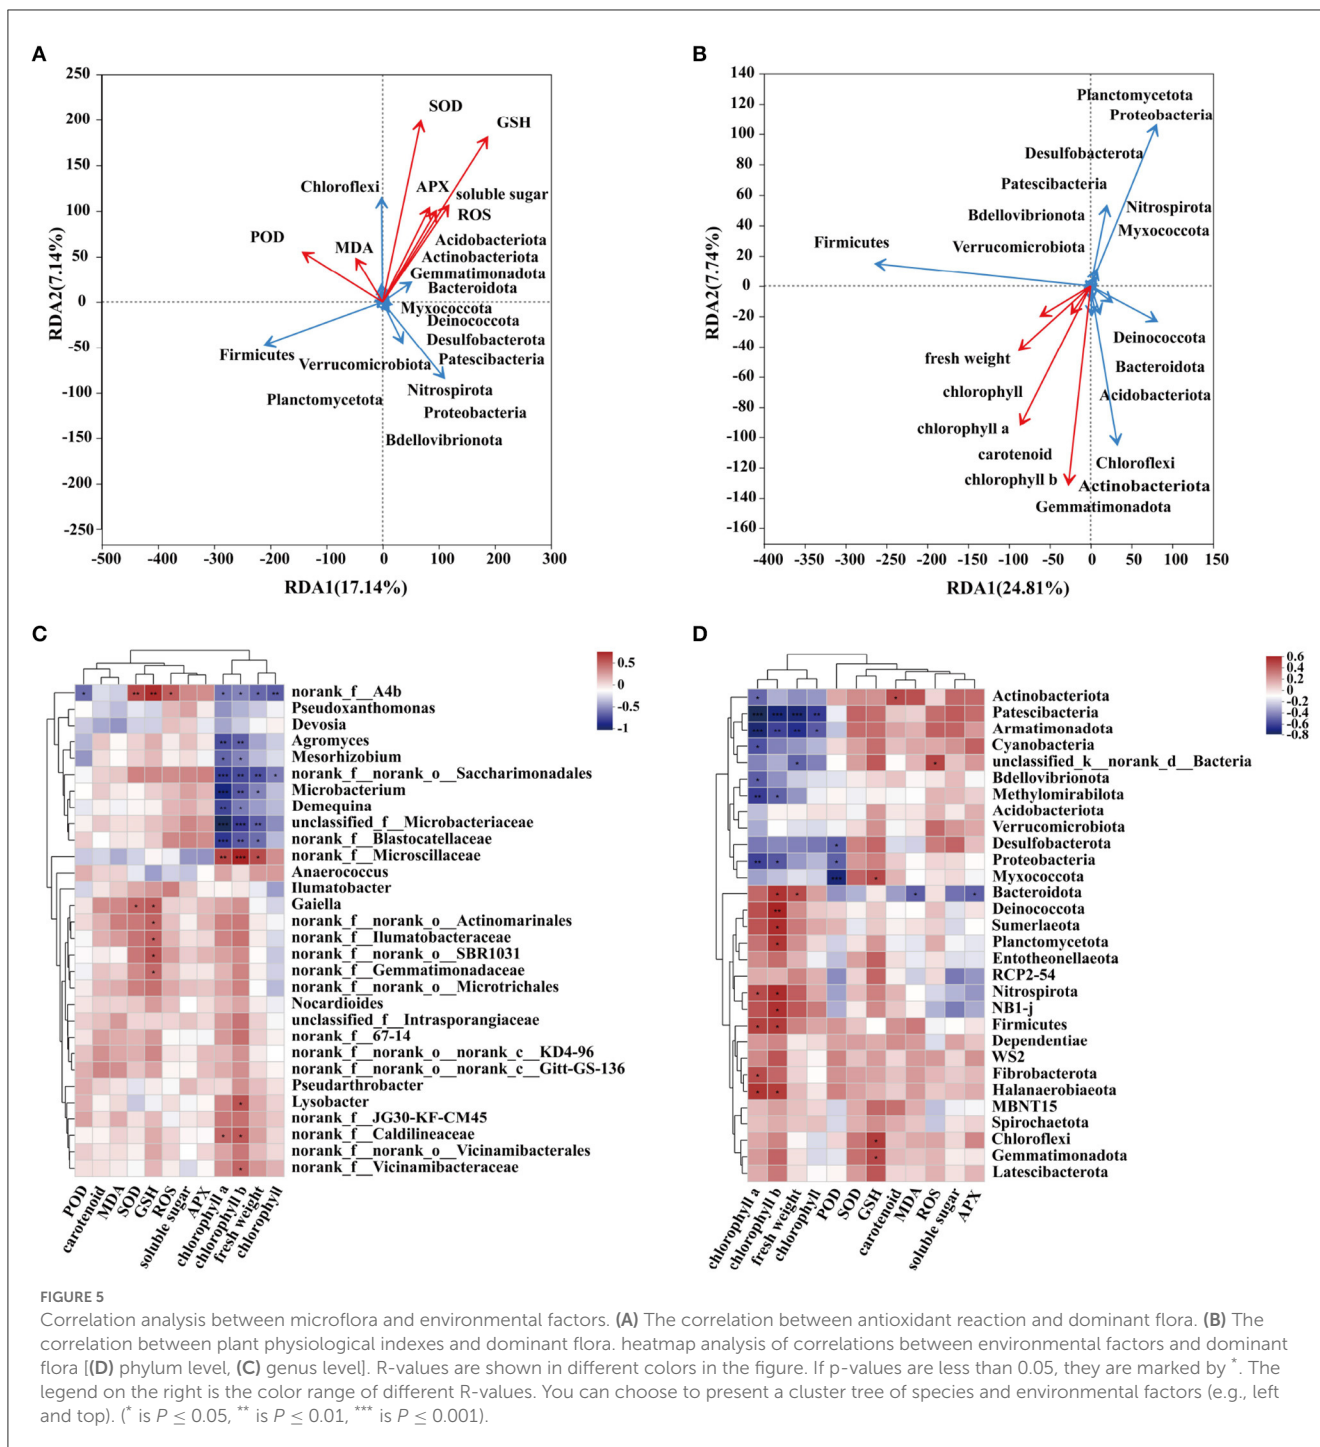 A
B
250
200
150
100
50
0
-50
-100
-150
-200
-250
RDA2(7.14%)
SOD
GSH
Chloroflexi
APX
soluble sugar
ROS
POD
MDA
Acidobacteriota
Actinobacteriota
Gemmatimonadota
Bacteroidota
Myxococcota
Deinococcota
Desulfobacterota
Firmicutes
Verrucomicrobiota
Patescibacteria
Planctomycetota
Nitrospirota
Proteobacteria
Bdellovibrionota
-500 -400 -300 -200 -100 0 100 200 300
RDA1(17.14%)
140
120
100
80
60
40
20
0
-20
-40
-60
-80
-100
-120
-140
-160
RDA2(7.74%)
Planctomycetota
Proteobacteria
Desulfobacterota
Patescibacteria
Nitrospirota
Bdellovibrionota
Myxococcota
Firmicutes
Verrucomicrobiota
Deinococcota
fresh weight
Bacteroidota
chlorophyll
Acidobacteriota
chlorophyll a
carotenoid
Chloroflexi
chlorophyll b
Actinobacteriota
Gemmatimonadota
-400 -350 -300 -250 -200 -150 -100 -50 0 50 100 150
RDA1(24.81%)
C
0.5
0
-0.5
-1
norank_f__A4b
Pseudoxanthomonas
Devosia
Agromyces
Mesorhizobium
norank_f__norank_o__Saccharimonadales
Microbacterium
Demequina
unclassified_f__Microbacteriaceae
norank_f__Blastocatellaceae
norank_f__Microscillaceae
Anaerococcus
Ilumatobacter
Gaiella
norank_f__norank_o__Actinomarinales
norank_f__Ilumatobacteraceae
norank_f__norank_o__SBR1031
norank_f__Gemmatimonadaceae
norank_f__norank_o__Microtrichales
Nocardioides
unclassified_f__Intrasporangiaceae
norank_f__67-14
norank_f__norank_o__norank_c__KD4-96
norank_f__norank_o__norank_c__Gitt-GS-136
Pseudarthrobacter
Lysobacter
norank_f__JG30-KF-CM45
norank_f__Caldilineaceae
norank_f__norank_o__Vicinamibacterales
norank_f__Vicinamibacteraceae
POD
carotenoid
MDA
SOD
GSH
ROS
soluble sugar
APX
chlorophyll a
chlorophyll b
fresh weight
chlorophyll
D
0.6
0.4
0.2
0
-0.2
-0.4
-0.6
-0.8
Actinobacteriota
Patescibacteria
Armatimonadota
Cyanobacteria
unclassified_k__norank_d__Bacteria
Bdellovibrionota
Methylomirabilota
Acidobacteriota
Verrucomicrobiota
Desulfobacterota
Proteobacteria
Myxococcota
Bacteroidota
Deinococcota
Sumerlaeota
Planctomycetota
Entotheonellaeota
RCP2-54
Nitrospirota
NB1-j
Firmicutes
Dependentiae
WS2
Fibrobacterota
Halanaerobiaeota
MBNT15
Spirochaetota
Chloroflexi
Gemmatimonadota
Latescibacterota
chlorophyll a
chlorophyll b
fresh weight
chlorophyll
POD
SOD
GSH
carotenoid
MDA
ROS
soluble sugar
APX
FIGURE 5
Correlation analysis between microflora and environmental factors. (A) The correlation between antioxidant reaction and dominant flora. (B) The
correlation between plant physiological indexes and dominant flora. heatmap analysis of correlations between environmental factors and dominant
flora [(D) phylum level, (C) genus level]. R-values are shown in different colors in the figure. If p-values are less than 0.05, they are marked by *. The
legend on the right is the color range of different R-values. You can choose to present a cluster tree of species and environmental factors (e.g., left
and top). (* is P ≤ 0.05, ** is P ≤ 0.01, *** is P ≤ 0.001).